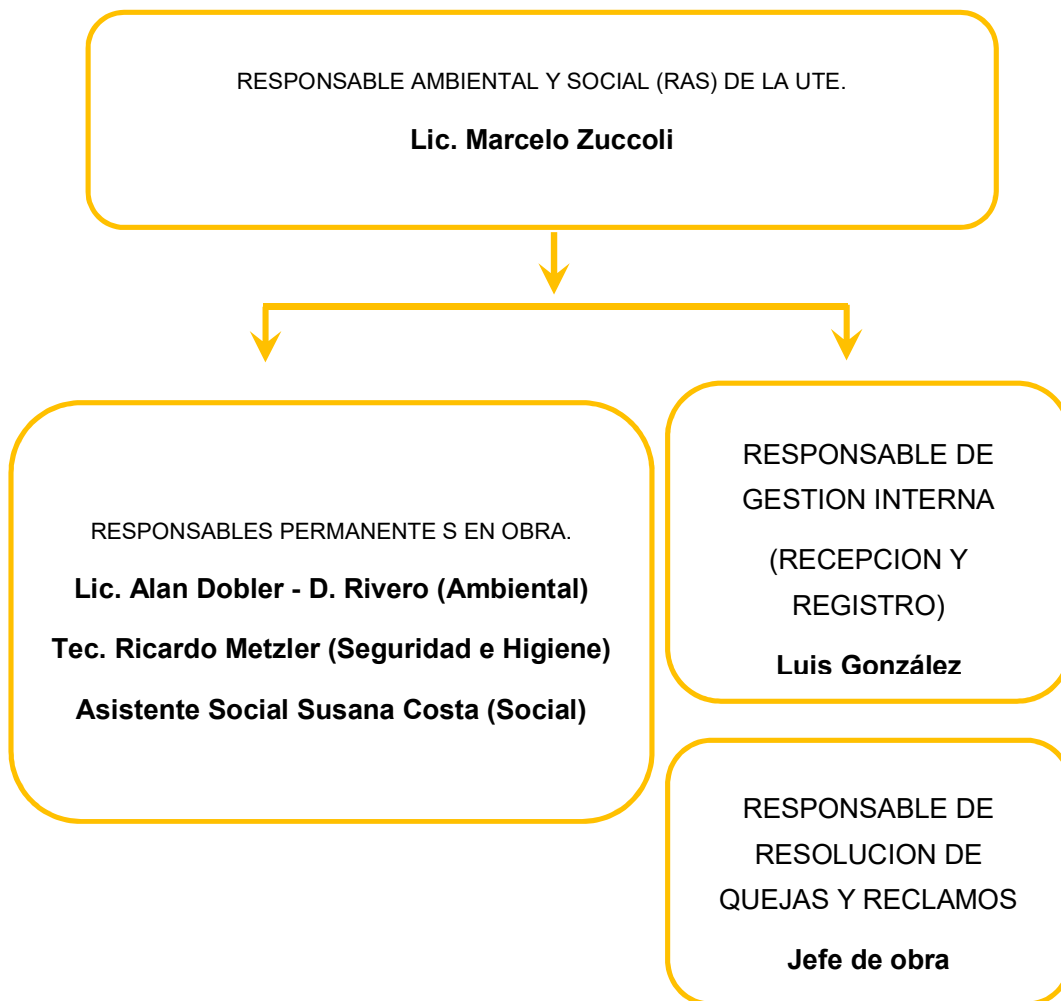 RESPONSABLE AMBIENTAL Y SOCIAL (RAS) DE LA UTE.
Lic. Marcelo Zuccoli
RESPONSABLES PERMANENTE S EN OBRA.
Lic. Alan Dobler - D. Rivero (Ambiental)
Tec. Ricardo Metzler (Seguridad e Higiene)
Asistente Social Susana Costa (Social)
RESPONSABLE DE
GESTION INTERNA
(RECEPCION Y
REGISTRO)
Luis González
RESPONSABLE DE
RESOLUCION DE
QUEJAS Y RECLAMOS
Jefe de obra